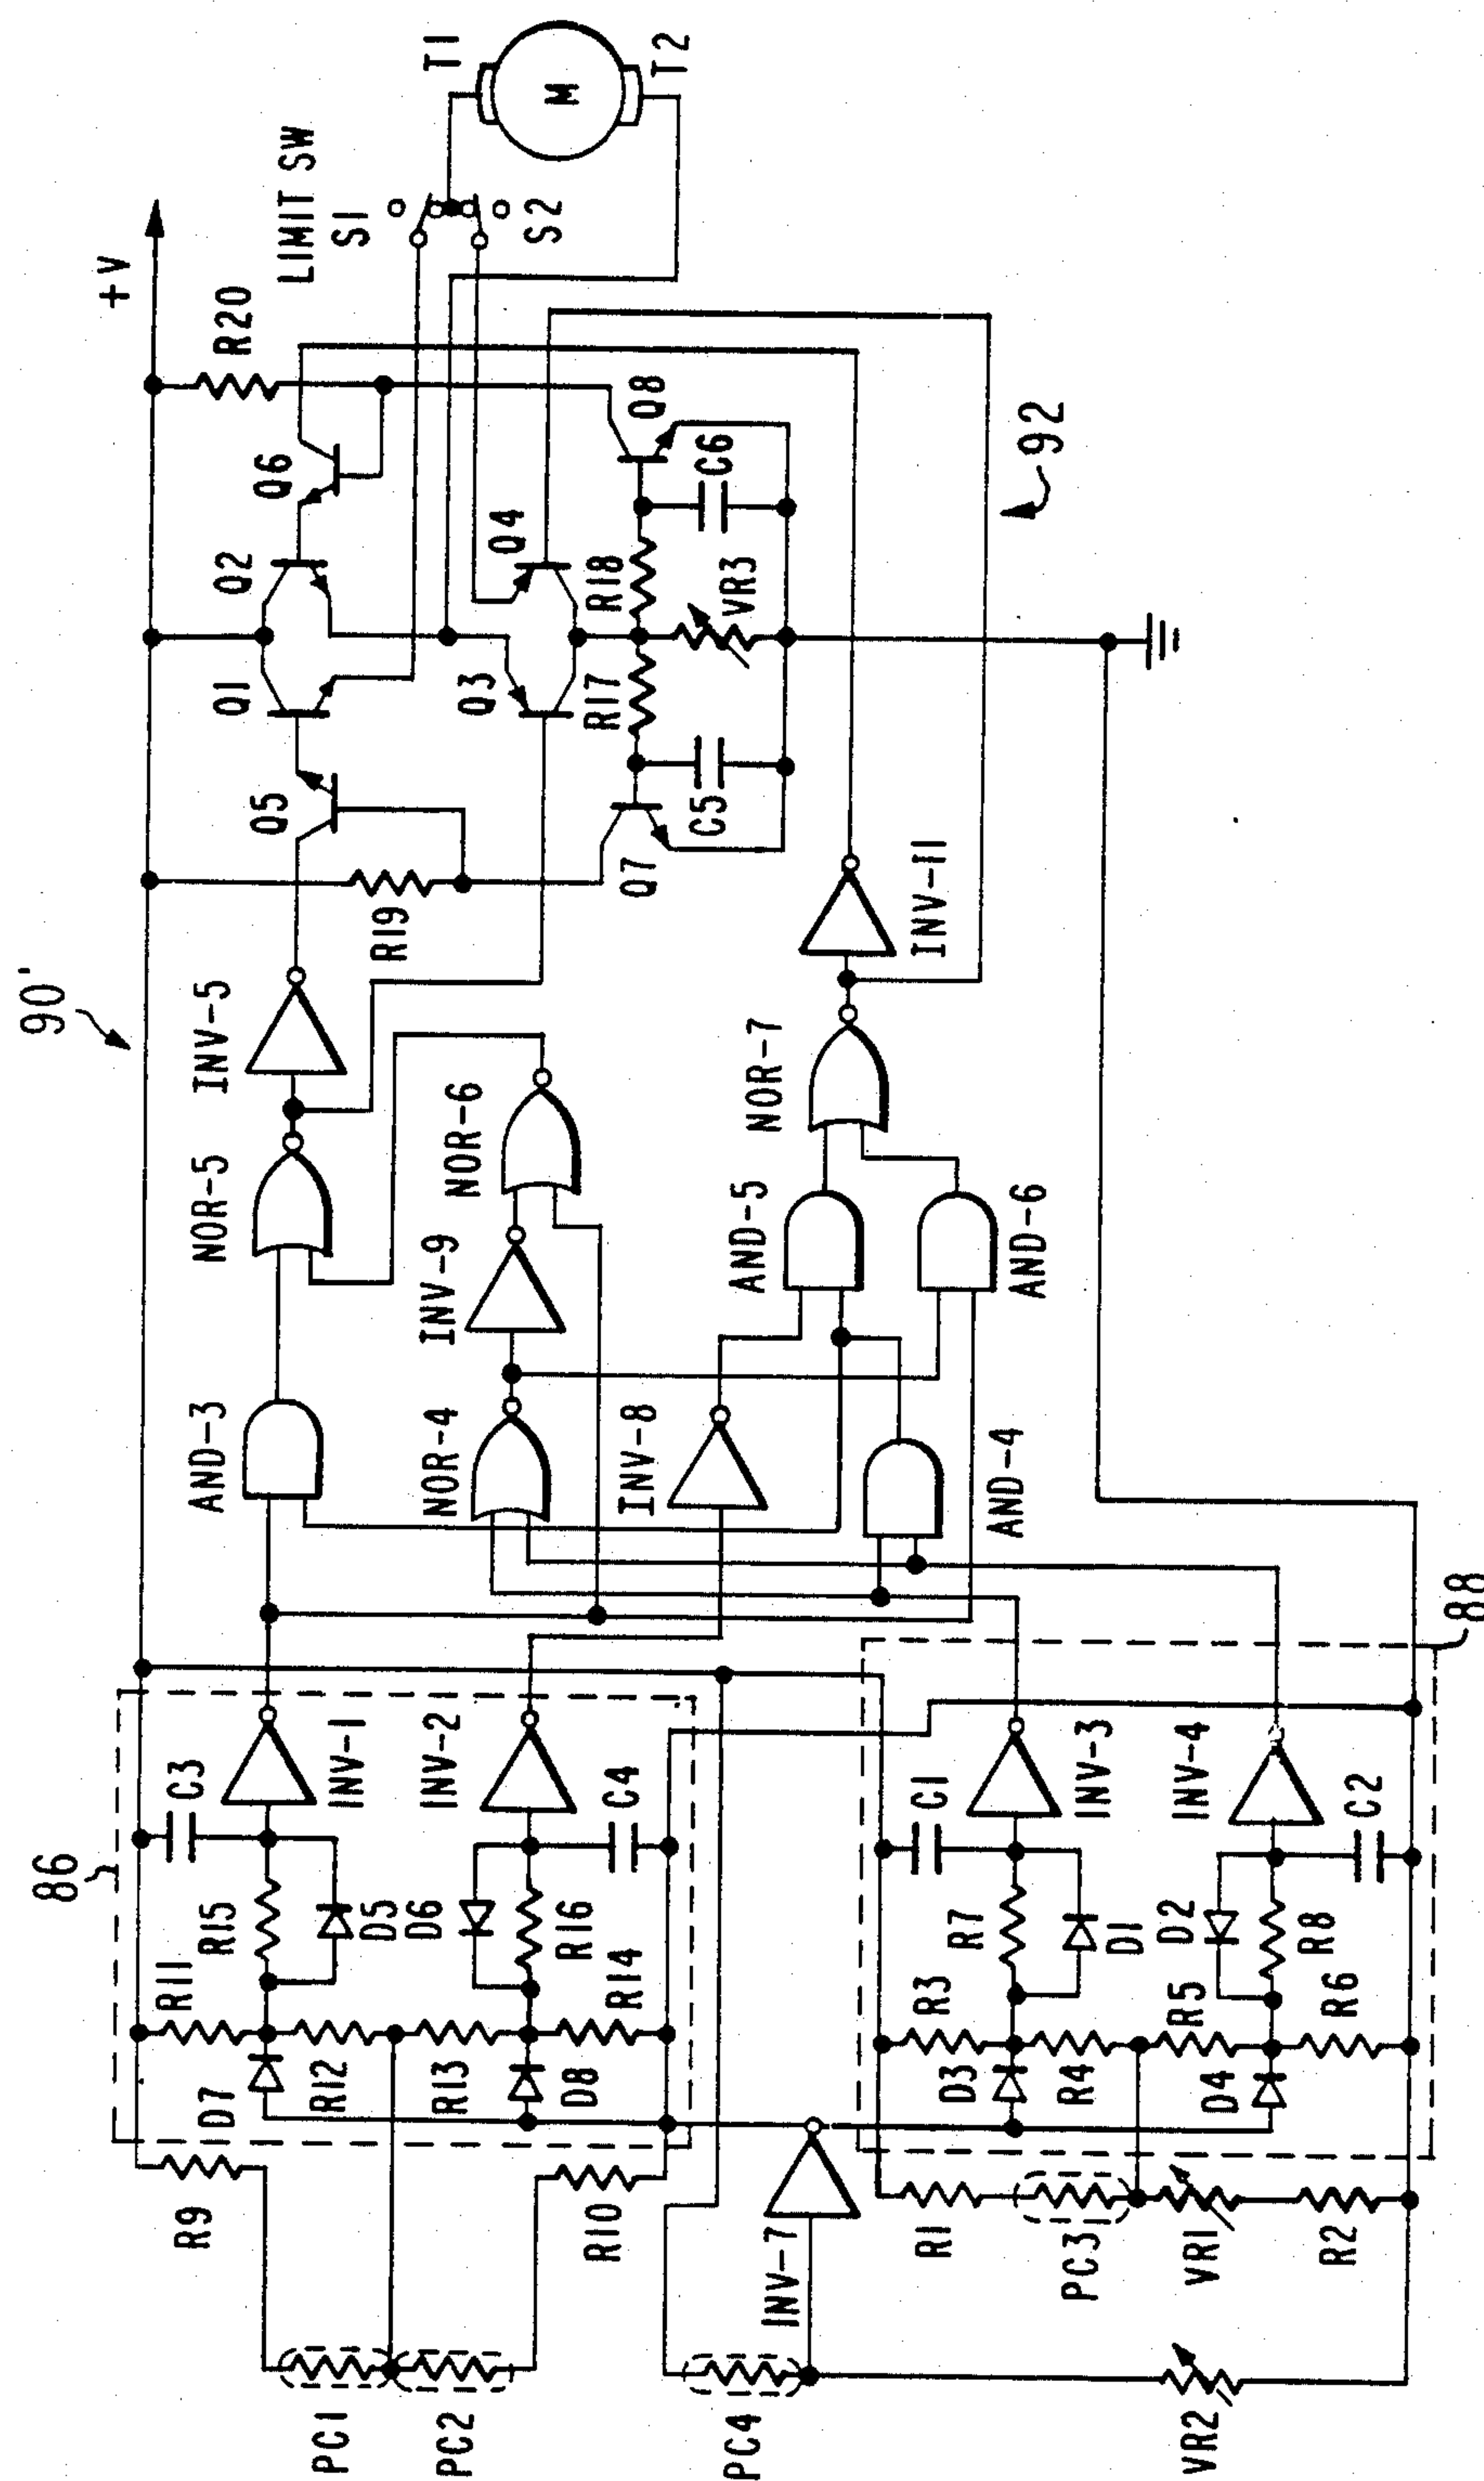 T1
M
T2
LIMIT SW
S1
S2
+V
R20
Q6
Q8
C6
92
Q2
Q4
R18
VR3
Q1
Q3
R17
Q5
C5
Q7
R19
90'
INV-5
INV-11
NOR-5
NOR-6
NOR-7
INV-9
AND-5
AND-6
AND-3
NOR-4
INV-8
AND-4
88
86
C3
INV-1
INV-2
C4
C1
INV-3
INV-4
C2
R15
D5
D6
R16
R7
D1
D2
R8
R11
R14
R3
R5
R6
D7
R12
R13
D8
D3
R4
D4
R9
R10
INV-7
R1
PC3
VR1
R2
PC1
PC2
PC4
VR2